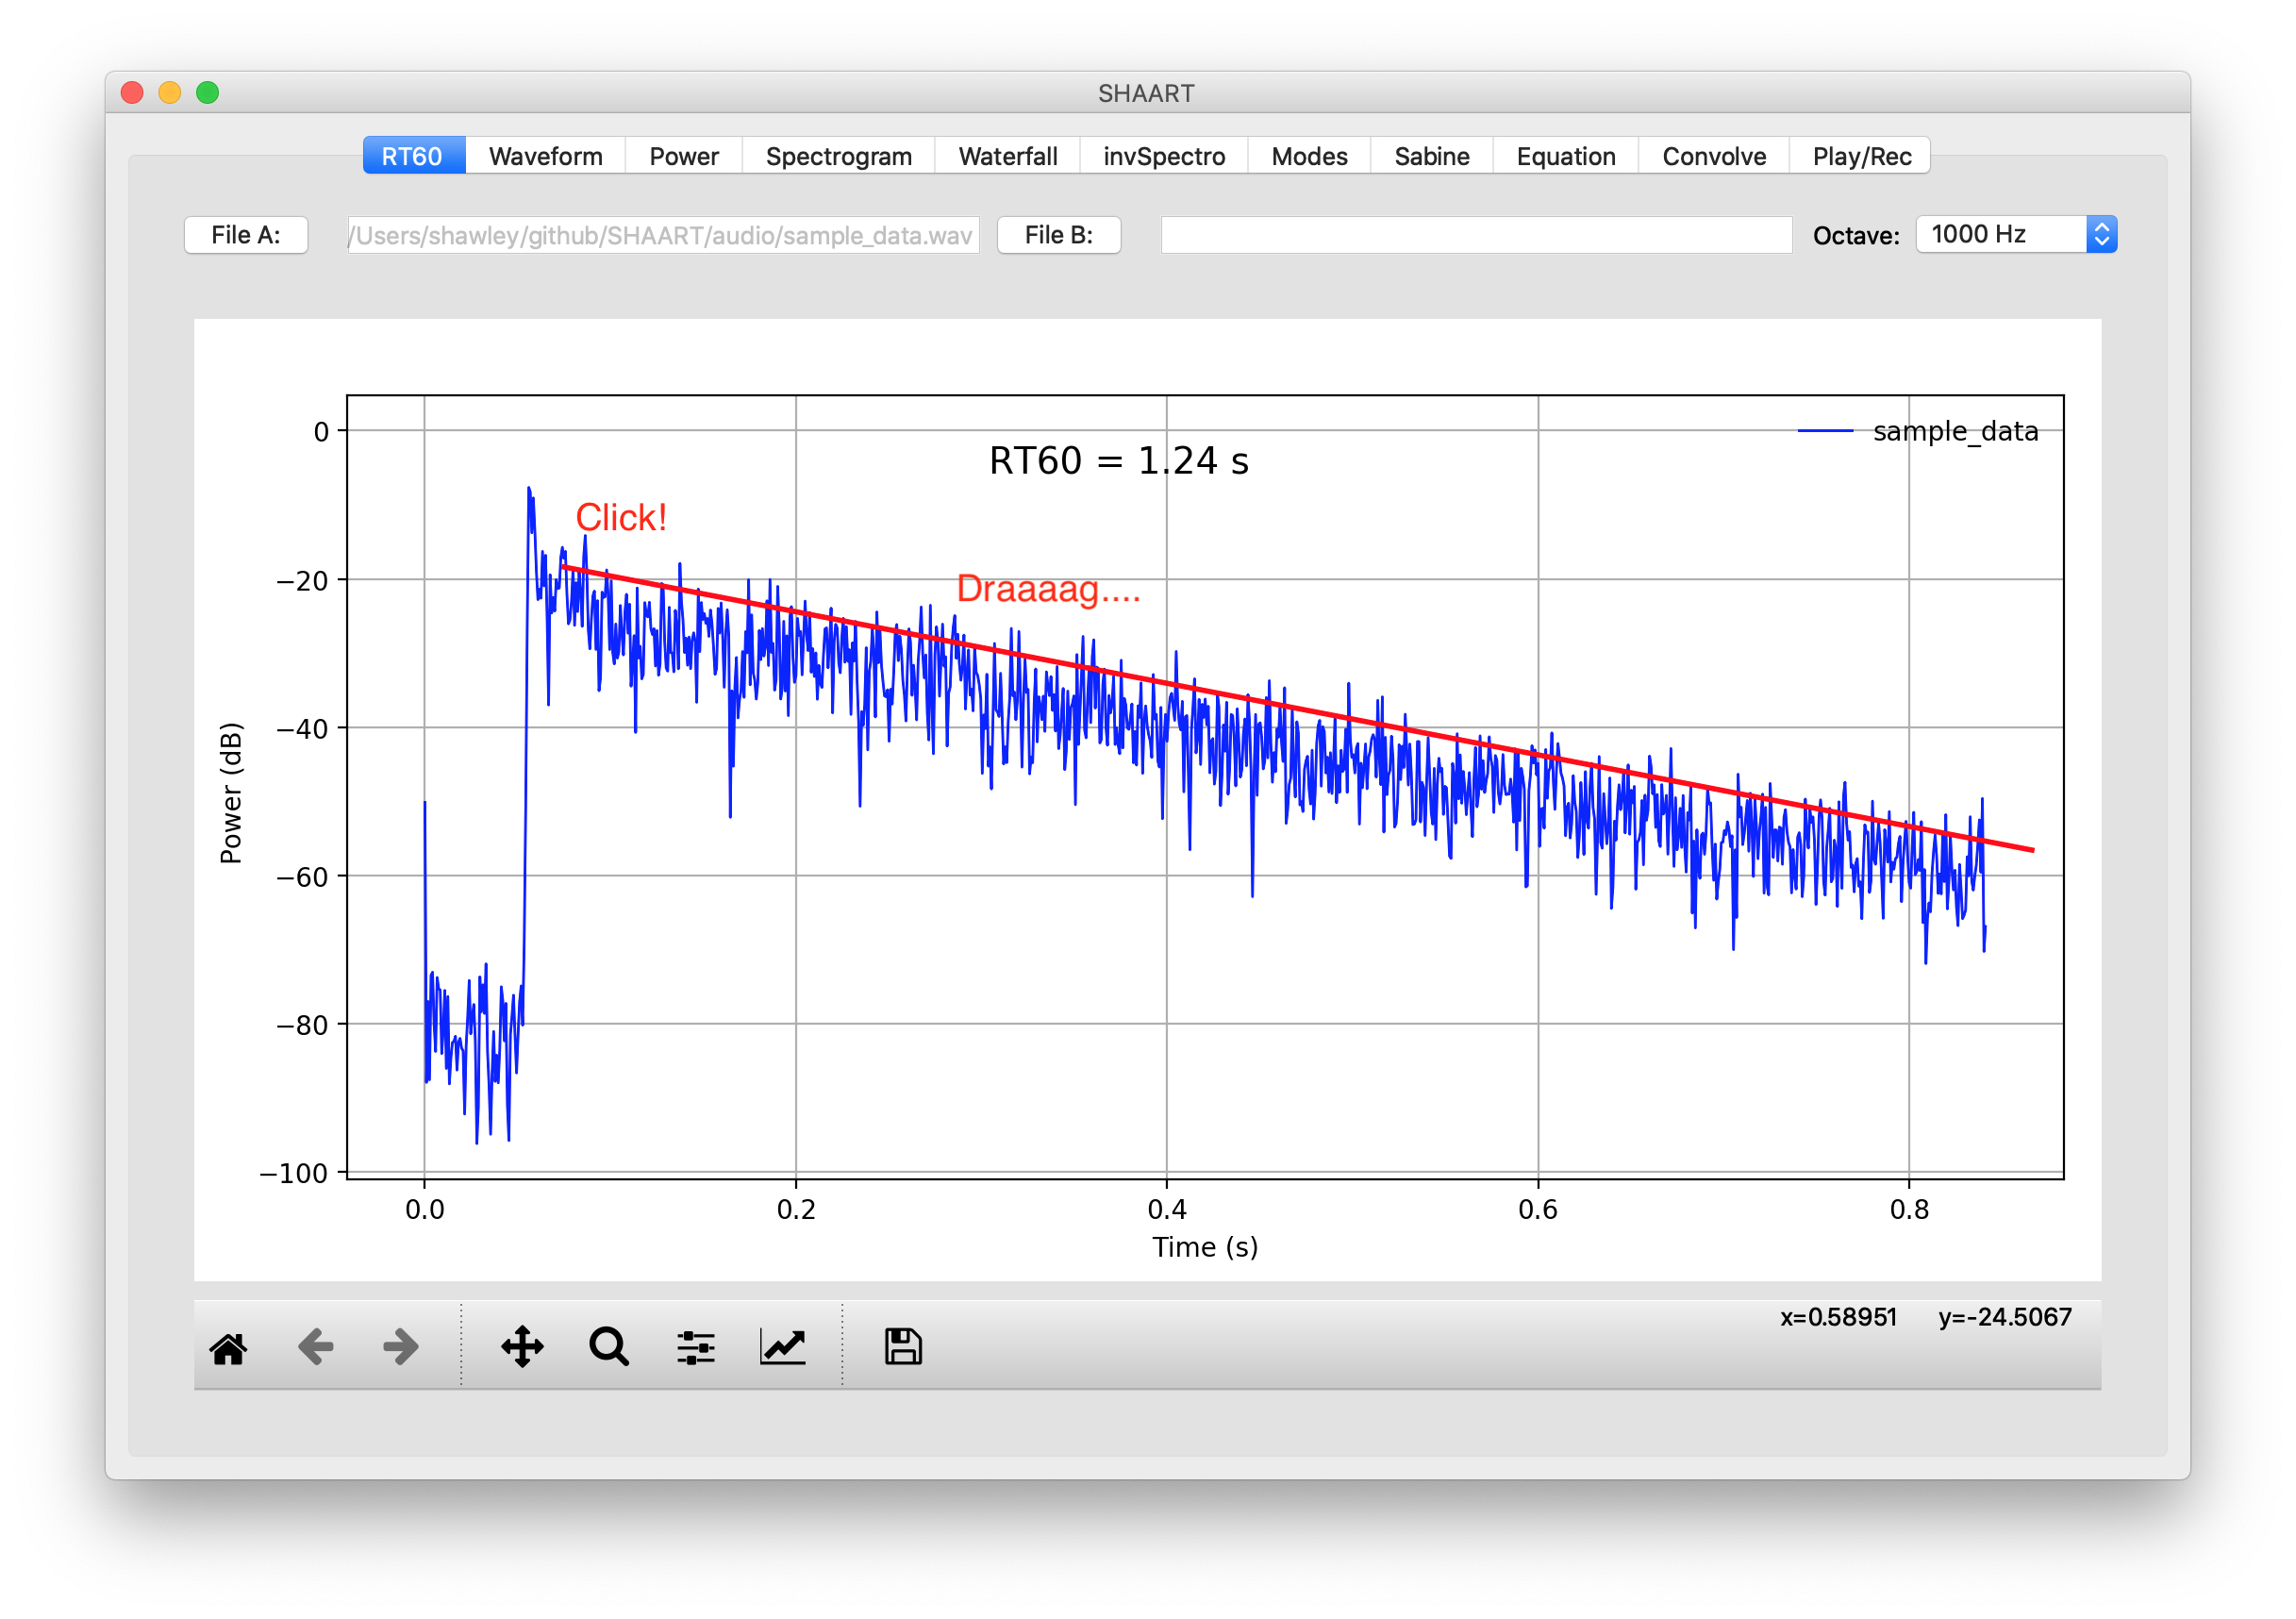 SHAART
RT60 Waveform Power Spectrogram Waterfall invSpectro Modes Sabine Equation Convolve Play/Rec
File A: /Users/shawley/github/SHAART/audio/sample_data.wav File B: Octave: 1000 Hz
0
sample_data
RT60 = 1.24 s
Click!
−20
Draaaag....
−40
Power (dB)
−60
−80
−100
0.0 0.2 0.4 0.6 0.8
Time (s)
x=0.58951 y=-24.5067